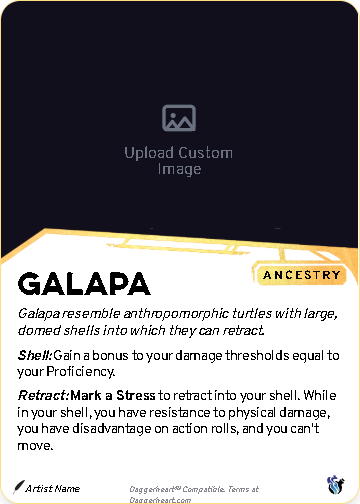 Upload Custom
Image
GALAPA
ANCESTRY
Galapa resemble anthropomorphic turtles with large,
domed shells into which they can retract.
Shell: Gain a bonus to your damage thresholds equal to
your Proficiency.
Retract: Mark a Stress to retract into your shell. While
in your shell, you have resistance to physical damage,
you have disadvantage on action rolls, and you can't
move.
Artist Name
Daggerheart™ Compatible. Terms at
Daggerheart.com